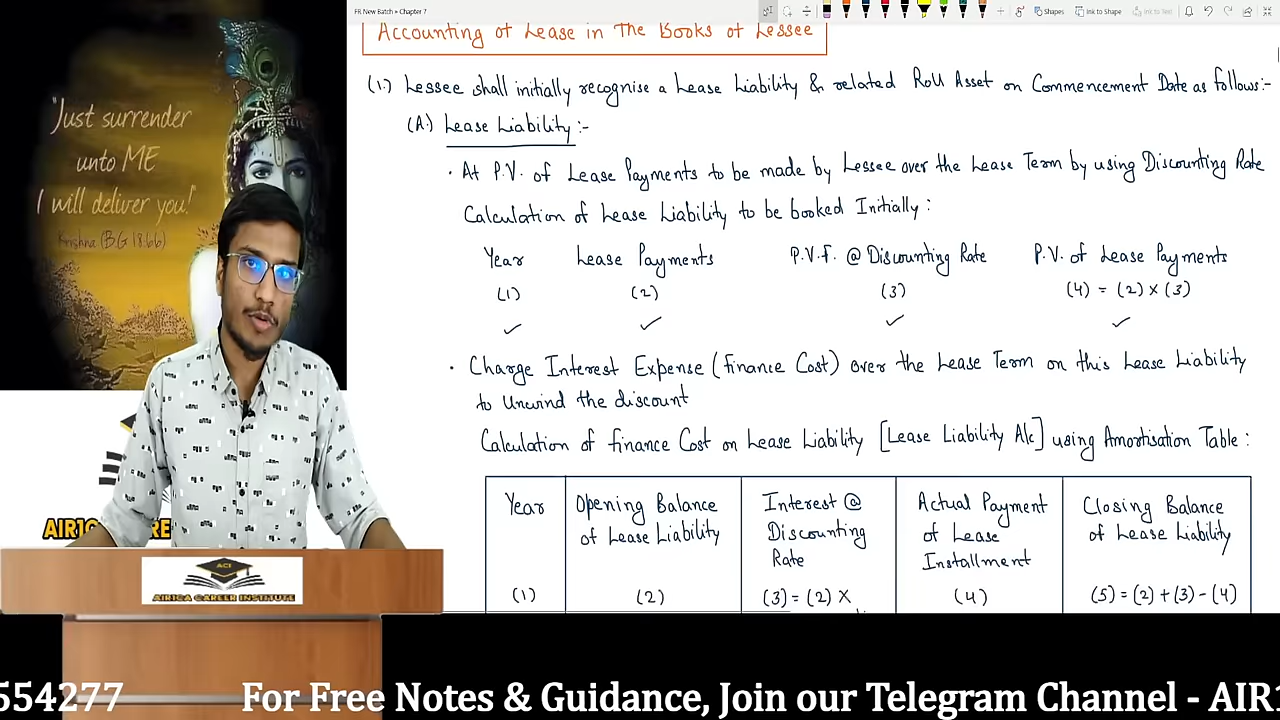 FR New Batch » Chapter 7
Shapes
Ink to Shape
Ink to Text
Accounting of Lease in The Books of Lessee
(1.) Lessee shall initially recognise a Lease Liability & related RoU Asset on Commencement Date as follows:-
(A) Lease Liability :-
• At P.V. of Lease Payments to be made by Lessee over the Lease Term by using Discounting Rate
Calculation of Lease Liability to be booked Initially :
Year Lease Payments P.V.F. @ Discounting Rate P.V. of Lease Payments
(1) (2) (3) (4) = (2) x (3)
✓ ✓ ✓ ✓
• Charge Interest Expense (Finance Cost) over the Lease Term on this Lease Liability
to Unwind the discount
Calculation of Finance Cost on Lease Liability [Lease Liability A/c] using Amortisation Table :
Year
Opening Balance
of Lease Liability
Interest @
Discounting
Rate
Actual Payment
of Lease
Installment
Closing Balance
of Lease Liability
(1) (2) (3) = (2) X (4) (5) = (2) + (3) - (4)
"Just surrender
unto ME
I will deliver you!"
Krishna (B.G 18:66)
ACI
AIR1CA CAREER INSTITUTE
554277 For Free Notes & Guidance, Join our Telegram Channel - AIR1